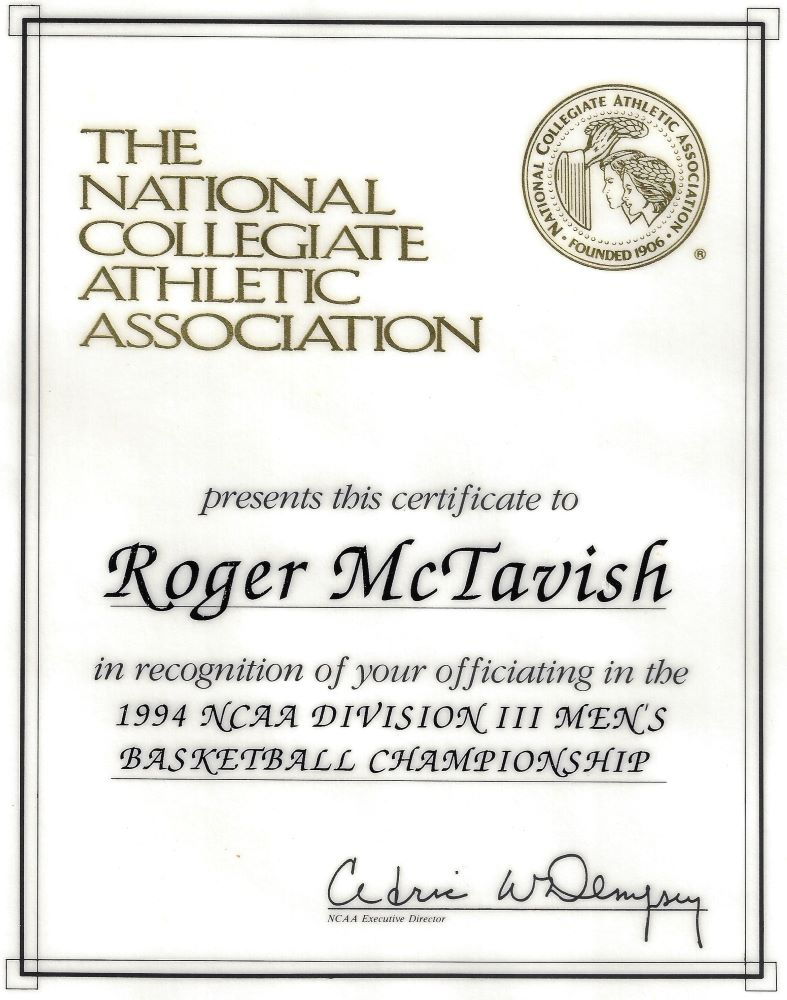 THE
NATIONAL
COLLEGIATE
ATHLETIC
ASSOCIATION
NATIONAL COLLEGIATE ATHLETIC ASSOCIATION
• FOUNDED 1906 •
®
presents this certificate to
Roger McTavish
in recognition of your officiating in the
1994 NCAA DIVISION III MEN'S
BASKETBALL CHAMPIONSHIP
Cedric W Dempsey
NCAA Executive Director